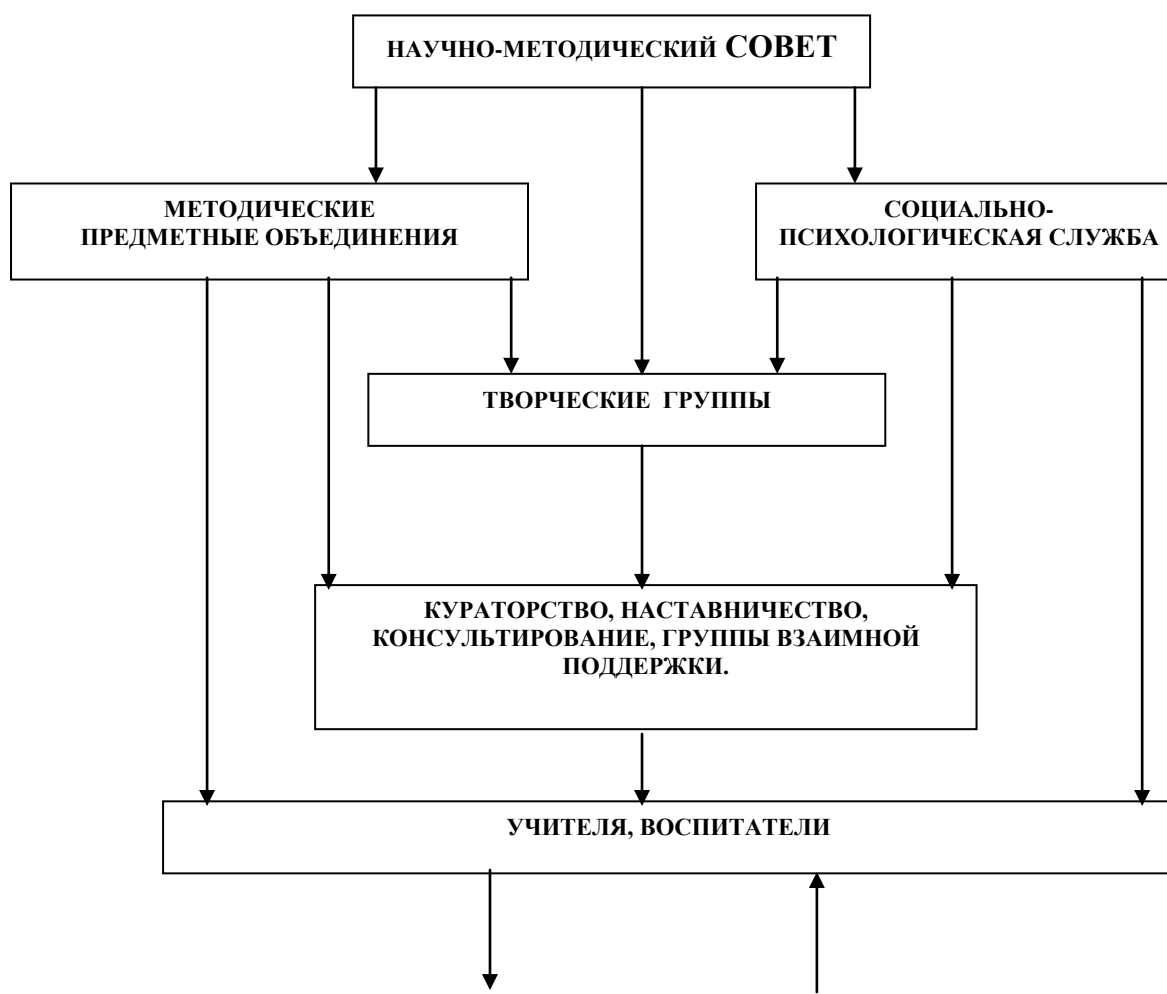 НАУЧНО-МЕТОДИЧЕСКИЙ СОВЕТ
МЕТОДИЧЕСКИЕ
ПРЕДМЕТНЫЕ ОБЪЕДИНЕНИЯ
СОЦИАЛЬНО-
ПСИХОЛОГИЧЕСКАЯ СЛУЖБА
ТВОРЧЕСКИЕ ГРУППЫ
КУРАТОРСТВО, НАСТАВНИЧЕСТВО,
КОНСУЛЬТИРОВАНИЕ, ГРУППЫ ВЗАИМНОЙ
ПОДДЕРЖКИ.
УЧИТЕЛЯ, ВОСПИТАТЕЛИ